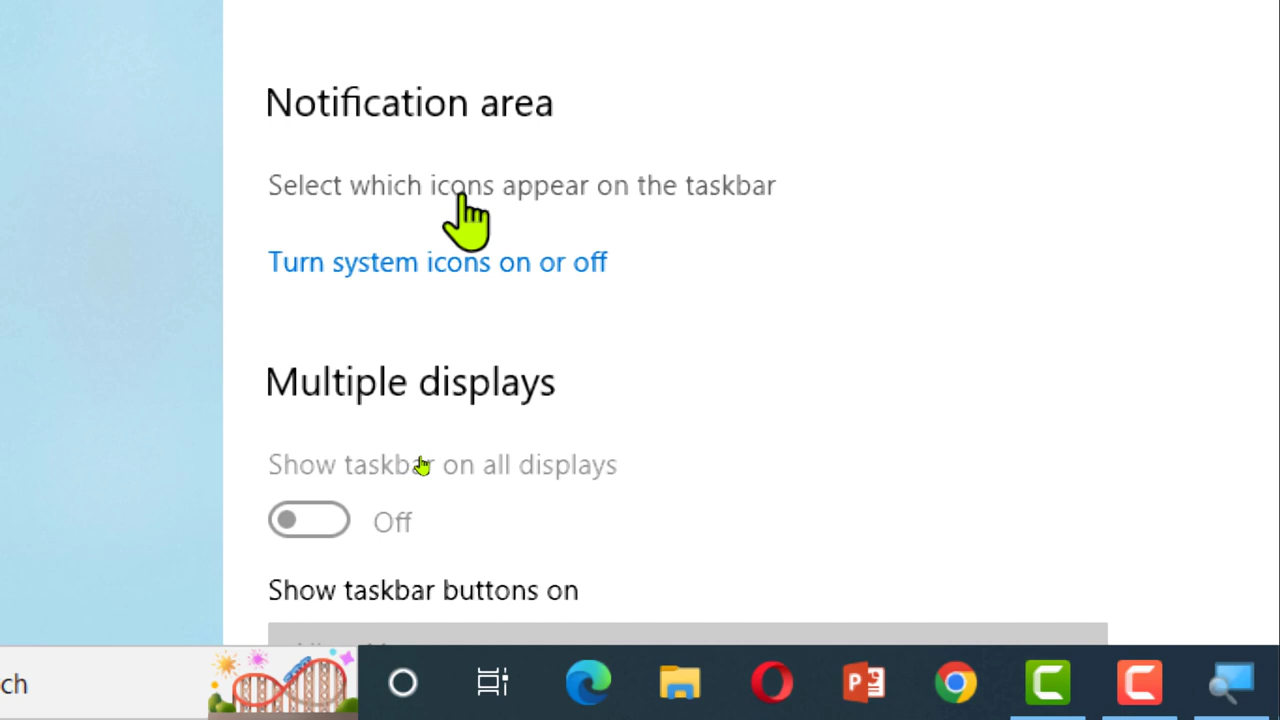 Notification area
Select which icons appear on the taskbar
Turn system icons on or off
Multiple displays
Show taskbar on all displays
Off
Show taskbar buttons on
ch